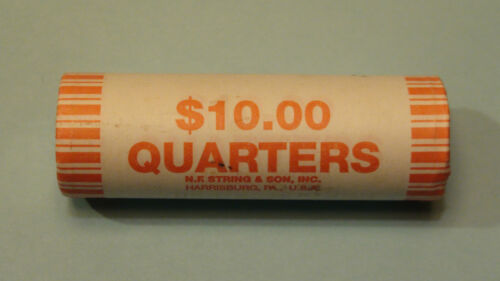 $10.00
QUARTERS
N.F. STRING & SON, INC.
HARRISBURG, PA., U.S.A.